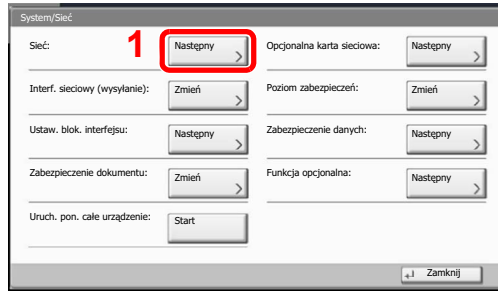 System/Sieć
Sieć: 1 Następny Opcjonalna karta sieciowa: Następny
Interf. sieciowy (wysyłanie): Zmień Poziom zabezpieczeń: Zmień
Ustaw. blok. interfejsu: Następny Zabezpieczenie danych: Następny
Zabezpieczenie dokumentu: Zmień Funkcja opcjonalna: Następny
Uruch. pon. całe urządzenie: Start
Zamknij